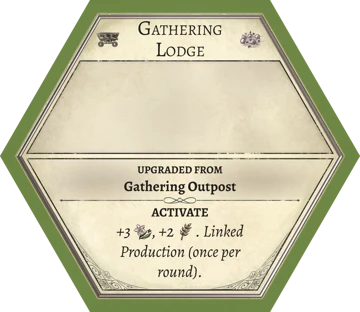 GATHERING
LODGE
UPGRADED FROM
Gathering Outpost
ACTIVATE
+3 , +2 . Linked
Production (once per
round).